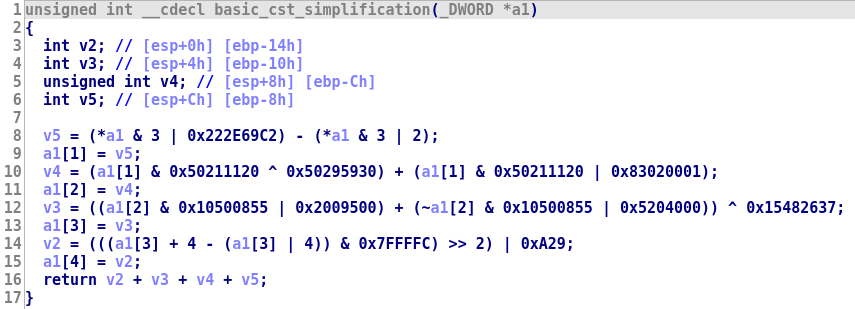 1 unsigned int __cdecl basic_cst_simplification(_DWORD *a1)
2 {
3   int v2; // [esp+0h] [ebp-14h]
4   int v3; // [esp+4h] [ebp-10h]
5   unsigned int v4; // [esp+8h] [ebp-Ch]
6   int v5; // [esp+Ch] [ebp-8h]
7
8   v5 = (*a1 & 3 | 0x222E69C2) - (*a1 & 3 | 2);
9   a1[1] = v5;
10   v4 = (a1[1] & 0x50211120 ^ 0x50295930) + (a1[1] & 0x50211120 | 0x83020001);
11   a1[2] = v4;
12   v3 = ((a1[2] & 0x10500855 | 0x2009500) + (~a1[2] & 0x10500855 | 0x5204000)) ^ 0x15482637;
13   a1[3] = v3;
14   v2 = (((a1[3] + 4 - (a1[3] | 4)) & 0x7FFFFC) >> 2) | 0xA29;
15   a1[4] = v2;
16   return v2 + v3 + v4 + v5;
17 }